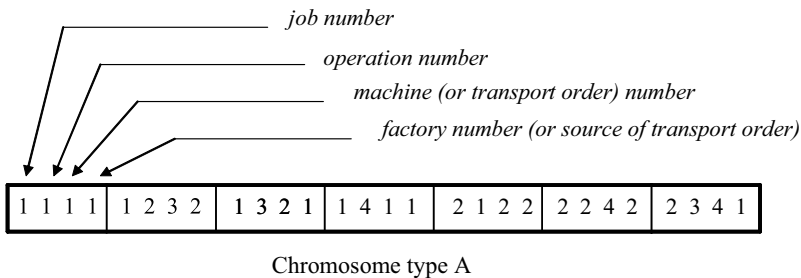 job number
operation number
machine (or transport order) number
factory number (or source of transport order)
1 1 1 1 1 2 3 2 1 3 2 1 1 4 1 1 2 1 2 2 2 2 4 2 2 3 4 1
Chromosome type A